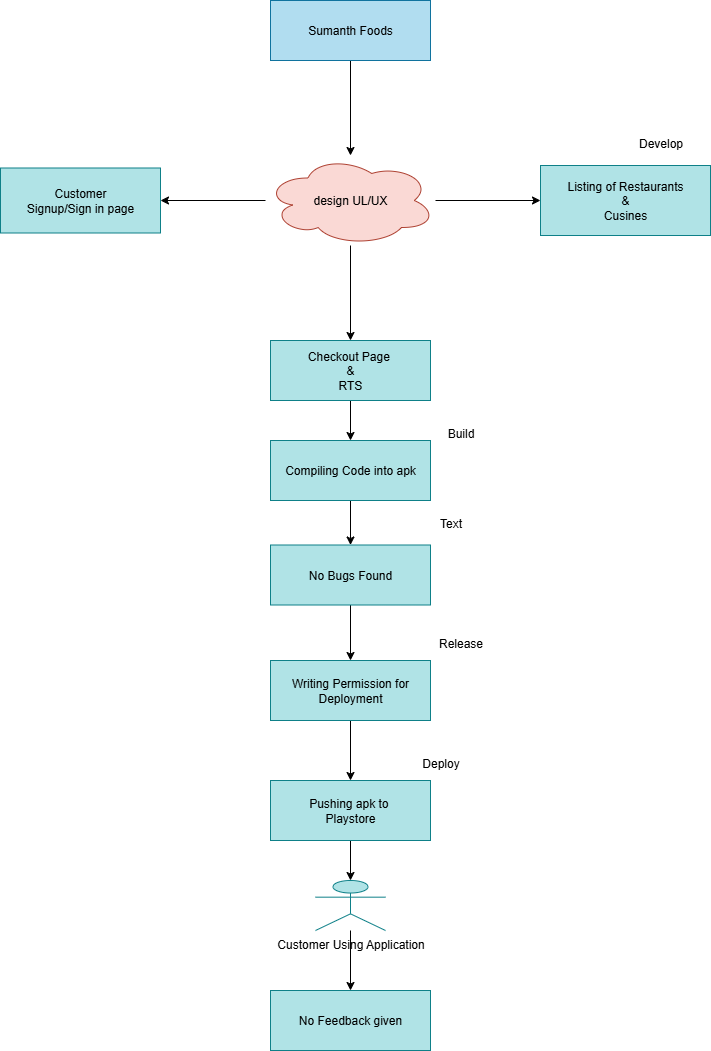 Sumanth Foods
Develop
Customer
Signup/Sign in page
design UL/UX
Listing of Restaurants
&
Cusines
Checkout Page
&
RTS
Build
Compiling Code into apk
Text
No Bugs Found
Release
Writing Permission for
Deployment
Deploy
Pushing apk to
Playstore
Customer Using Application
No Feedback given